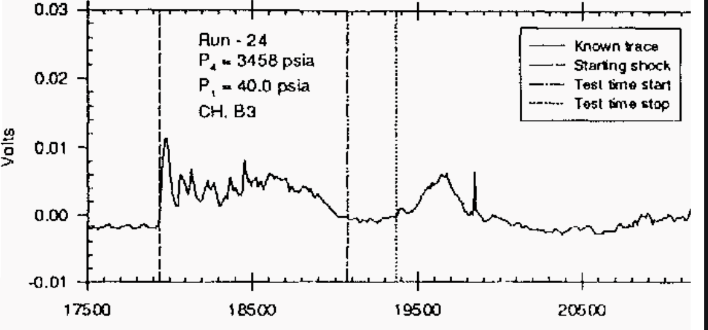 0.03
Run - 24
P4 = 3458 psia
P1 = 40.0 psia
CH. B3
Known trace
Starting shock
Test time start
Test time stop
0.02
Volts
0.01
0.00
-0.01
17500 18500 19500 20500